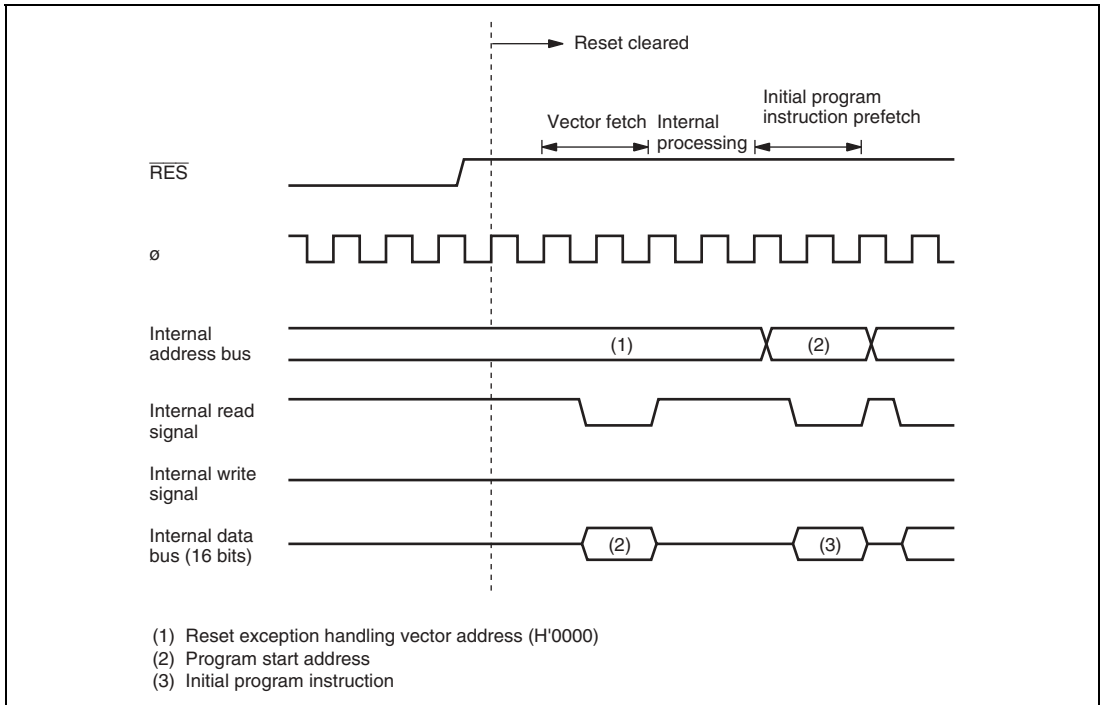 Reset cleared
Initial program
instruction prefetch
Vector fetch
Internal
processing
RES
ø
Internal
address bus
(1)
(2)
Internal read
signal
Internal write
signal
Internal data
bus (16 bits)
(2)
(3)
(1) Reset exception handling vector address (H'0000)
(2) Program start address
(3) Initial program instruction